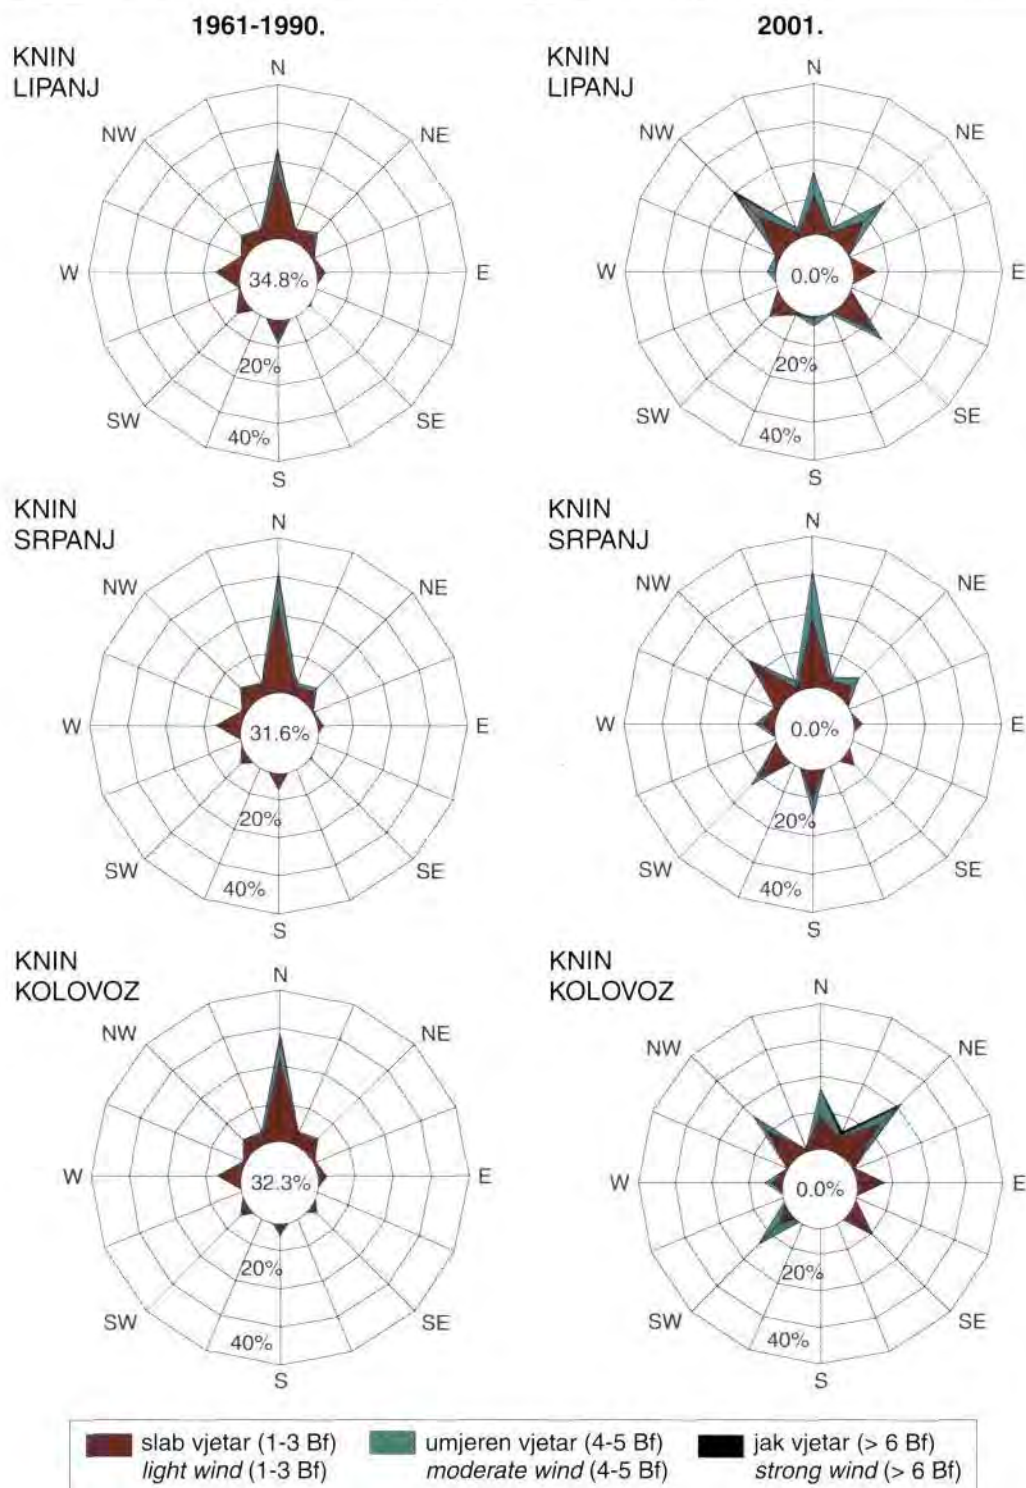 1961-1990.
2001.
KNIN
LIPANJ
N
NW
NE
W
E
34.8%
20%
SW
SE
40%
S
KNIN
LIPANJ
N
NW
NE
W
E
0.0%
20%
SW
SE
40%
S
KNIN
SRPANJ
N
NW
NE
W
E
31.6%
20%
SW
SE
40%
S
KNIN
SRPANJ
N
NW
NE
W
E
0.0%
20%
SW
SE
40%
S
KNIN
KOLOVOZ
N
NW
NE
W
E
32.3%
20%
SW
SE
40%
S
KNIN
KOLOVOZ
N
NW
NE
W
E
0.0%
20%
SW
SE
40%
S
slab vjetar (1-3 Bf)
light wind (1-3 Bf)
umjeren vjetar (4-5 Bf)
moderate wind (4-5 Bf)
jak vjetar (> 6 Bf)
strong wind (> 6 Bf)